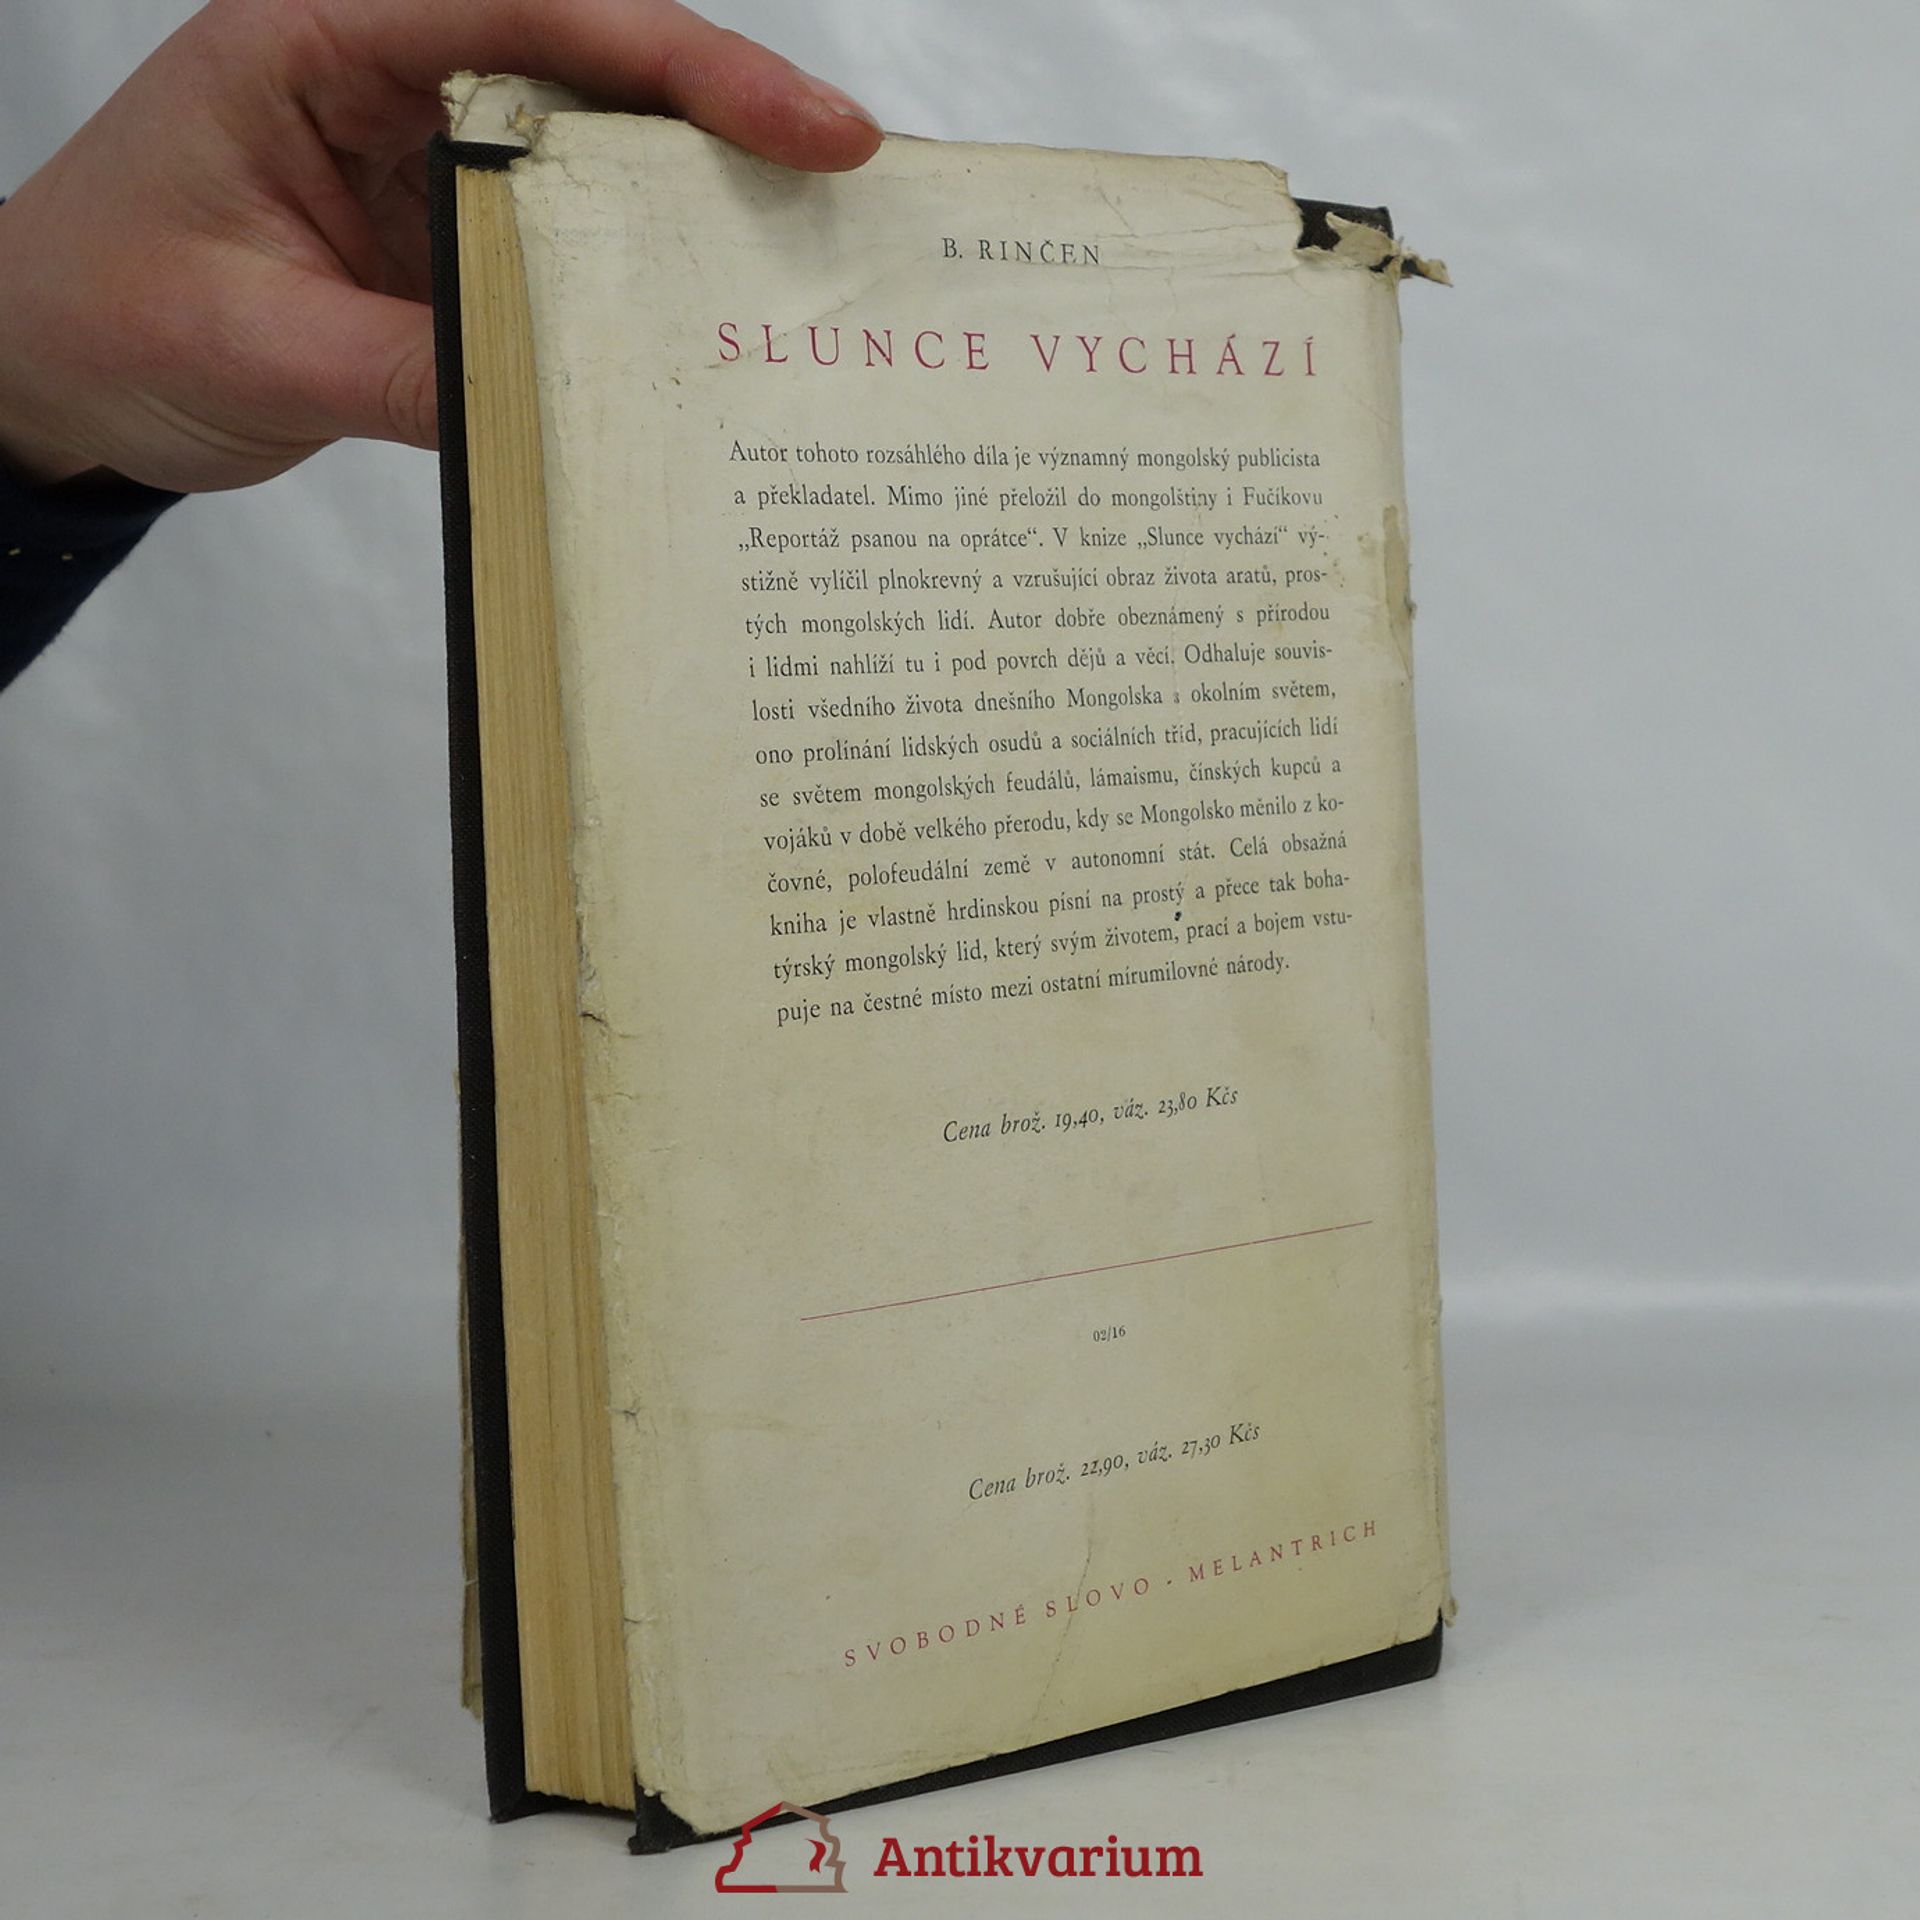 B. RINČEN
SLUNCE VYCHÁZÍ
Autor tohoto rozsáhlého díla je významný mongolský publicista
a překladatel. Mimo jiné přeložil do mongolštiny i Fučíkovu
„Reportáž psanou na oprátce“. V knize „Slunce vychází“ vý-
stižně vylíčil plnokrevný a vzrušující obraz života aratů, pros-
tých mongolských lidí. Autor dobře obeznámený s přírodou
i lidmi nahlíží tu i pod povrch dějů a věcí. Odhaluje souvis-
losti všedního života dnešního Mongolska s okolním světem,
ono prolínání lidských osudů a sociálních tříd, pracujících lidí
se světem mongolských feudálů, lámaismu, čínských kupců a
vojáků v době velkého přerodu, kdy se Mongolsko měnilo z ko-
čovné, polofeudální země v autonomní stát. Celá obsažná
kniha je vlastně hrdinskou písní na prostý a přece tak boha-
týrský mongolský lid, který svým životem, prací a bojem vstu-
puje na čestné místo mezi ostatní mírumilovné národy.
Cena brož. 19,40, váz. 23,80 Kčs
02/16
Cena brož. 22,90, váz. 27,30 Kčs
SVOBODNÉ SLOVO - MELANTRICH
Antikvarium